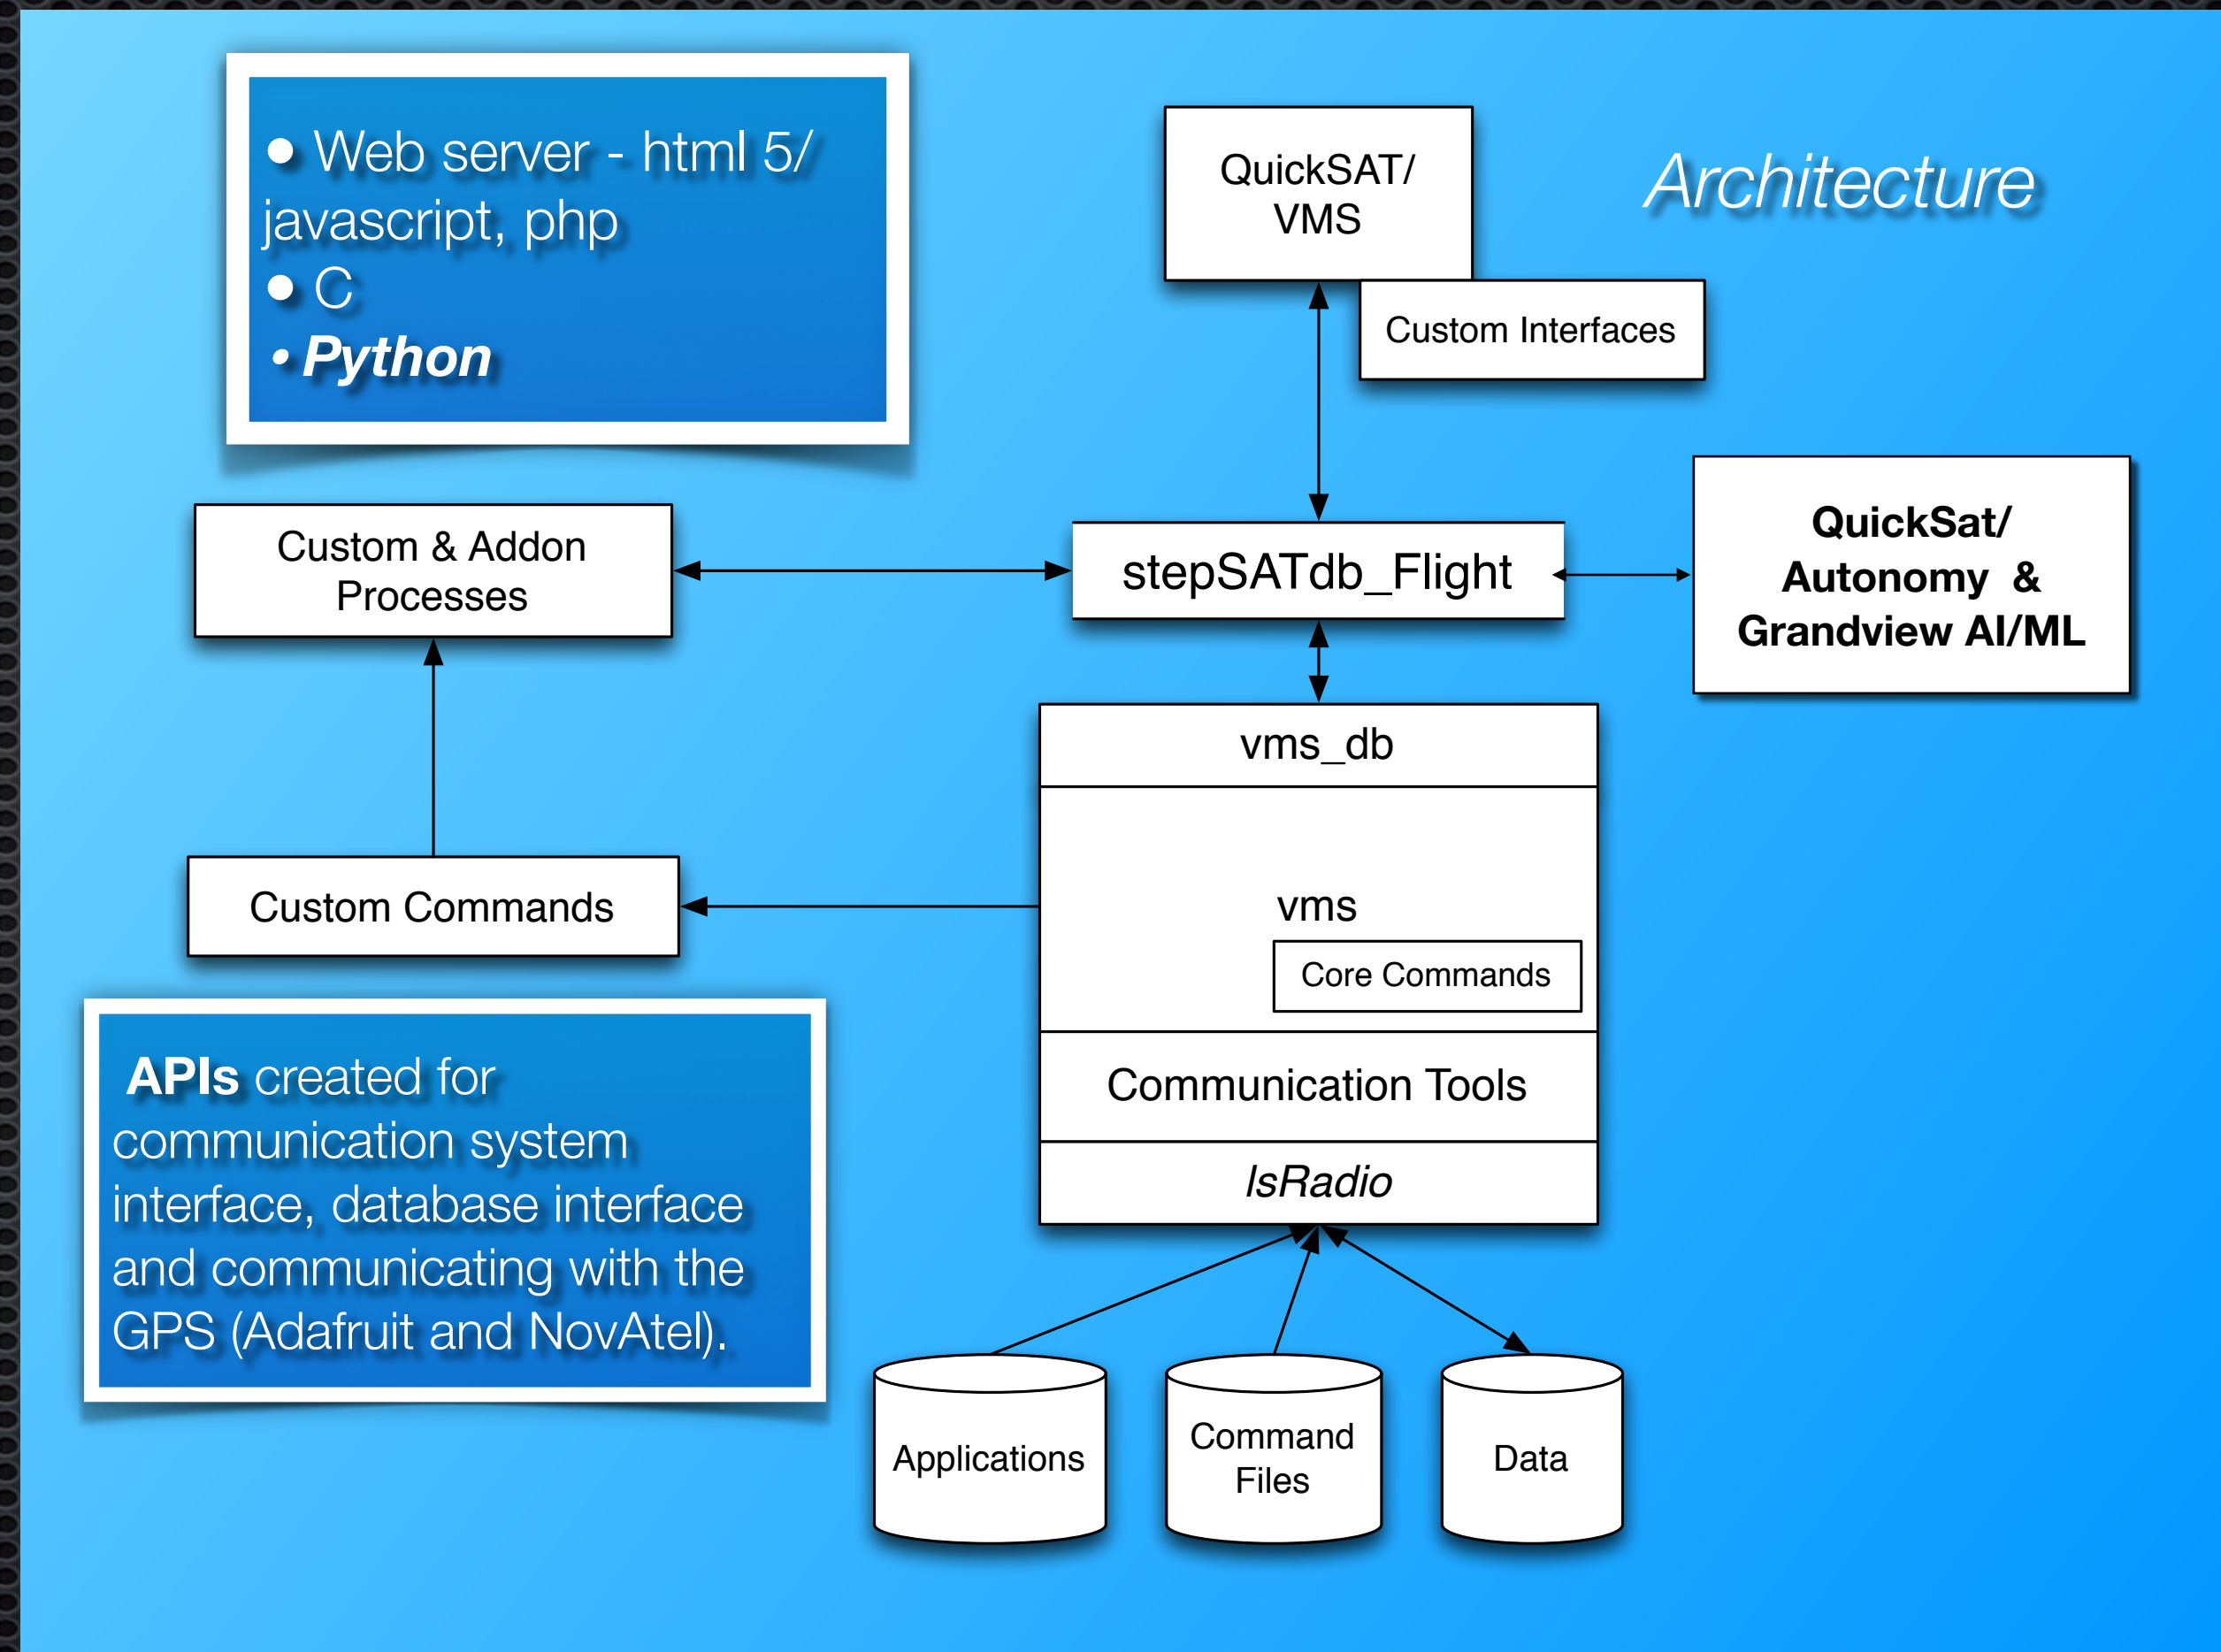 ● Web server - html 5/
javascript, php
● C
• Python
QuickSAT/
VMS
Architecture
Custom Interfaces
Custom & Addon
Processes
stepSATdb_Flight
QuickSat/
Autonomy & 
Grandview AI/ML
vms_db
vms
Core Commands
Custom Commands
Communication Tools
IsRadio
APIs created for
communication system
interface, database interface
and communicating with the
GPS (Adafruit and NovAtel).
Applications
Command
Files
Data